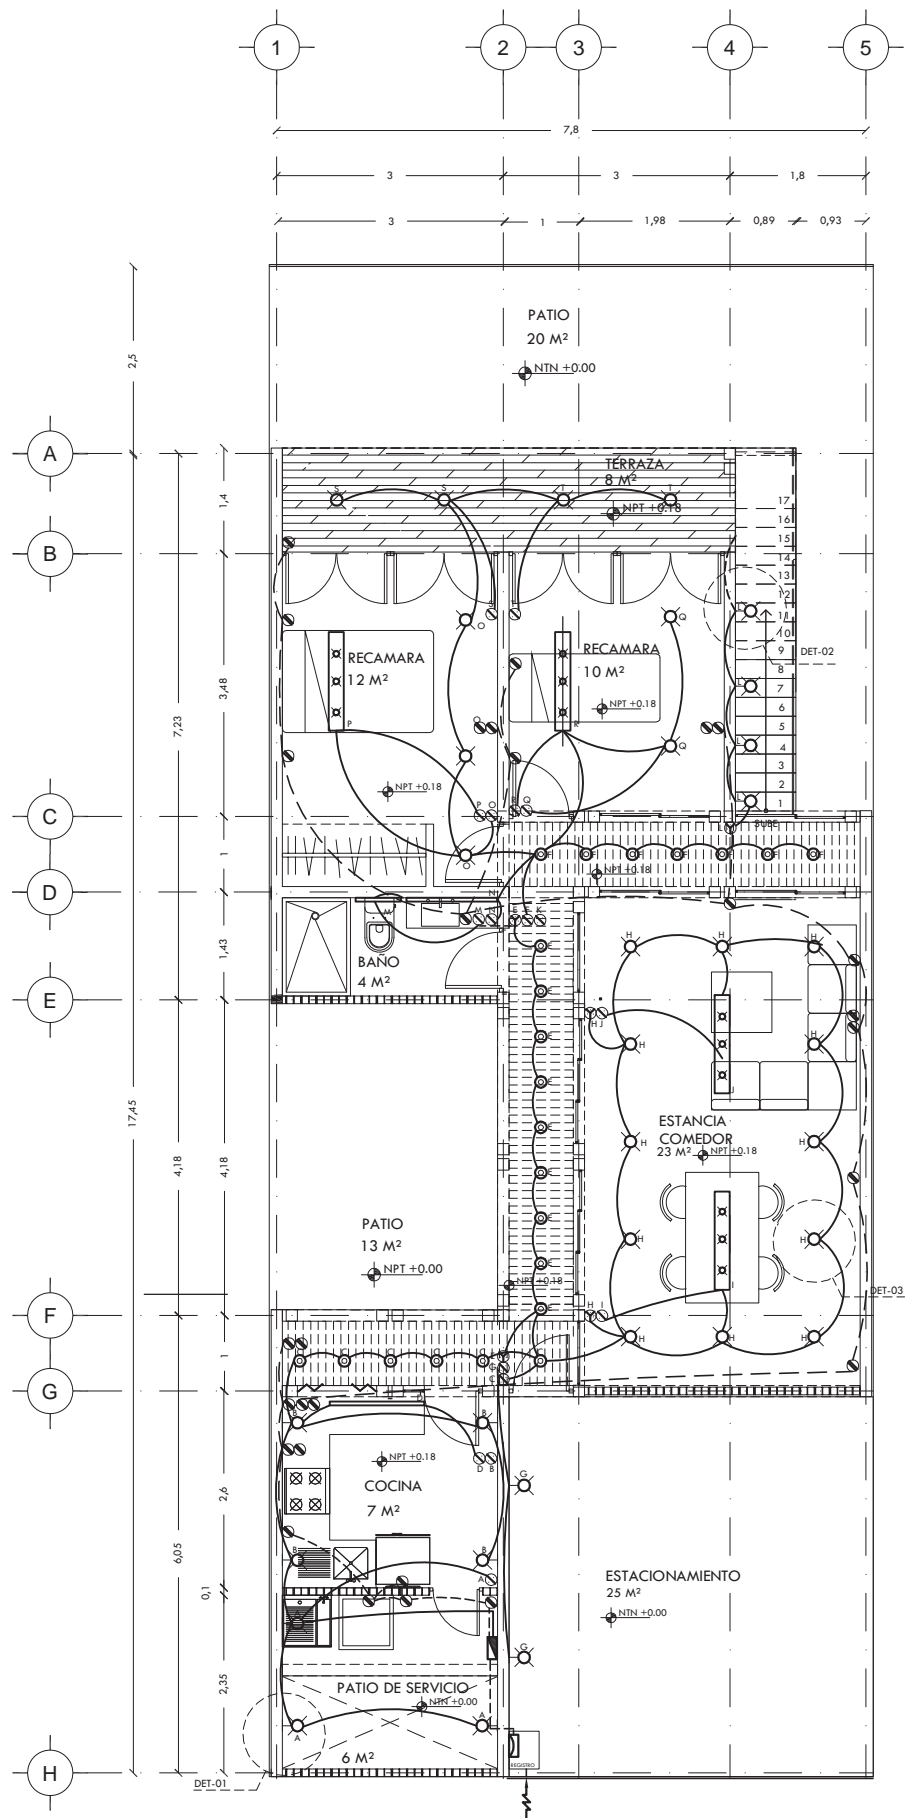 1 2 3 4 5
7,8
3 3 1,8
3 1 1,98 0,89 0,93
PATIO
20 M²
NTN +0.00
2,5
A
TERRAZA
8 M²
NPT +0.18
S S T T
1,4
B
17
16
15
14
13
12
11
10
9
8
7
6
5
4
3
2
1
SUBE
L
L
L
L
DET-02
RECAMARA
12 M²
NPT +0.18
O
P
O
P O
O
RECAMARA
10 M²
NPT +0.18
Q
R
Q
R Q
7,23
3,48
C
1
F F F F F F F
NPT +0.18
D
N
M
M N
E F K
BAÑO
4 M²
1,43
E
H H H
H J
H H
J
ESTANCIA
COMEDOR
23 M² NPT +0.18
H H
H H
I
DET-03
H I
H H H
E
E
E
E
E
E
E
E
E
17,45
4,18
4,18
PATIO
13 M²
NPT +0.00
NPT +0.18
F
1
C C C C C C
G
C
G
D
B B
NPT +0.18
D B
COCINA
7 M²
G
2,6
6,05
B B
A
0,1
ESTACIONAMIENTO
25 M²
NTN +0.00
A
G
2,35
PATIO DE SERVICIO
NTN +0.00
A A
6 M²
REGISTRO
H
DET-01